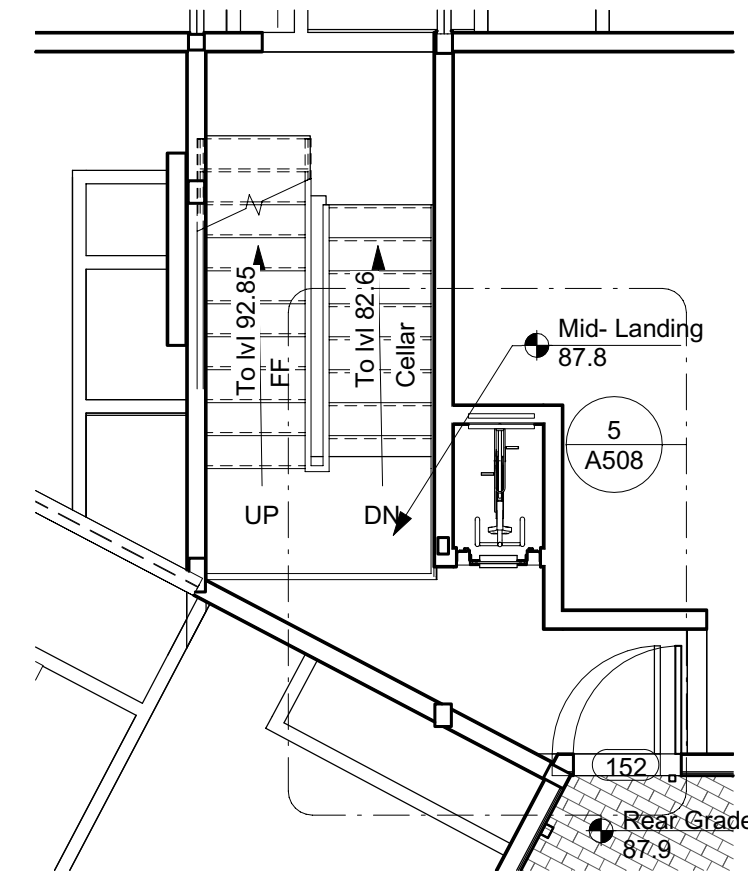 To lvl 92.85
FF
To lvl 82.6
Cellar
Mid- Landing
87.8
5
A508
UP
DN
152
Rear Grade
87.9